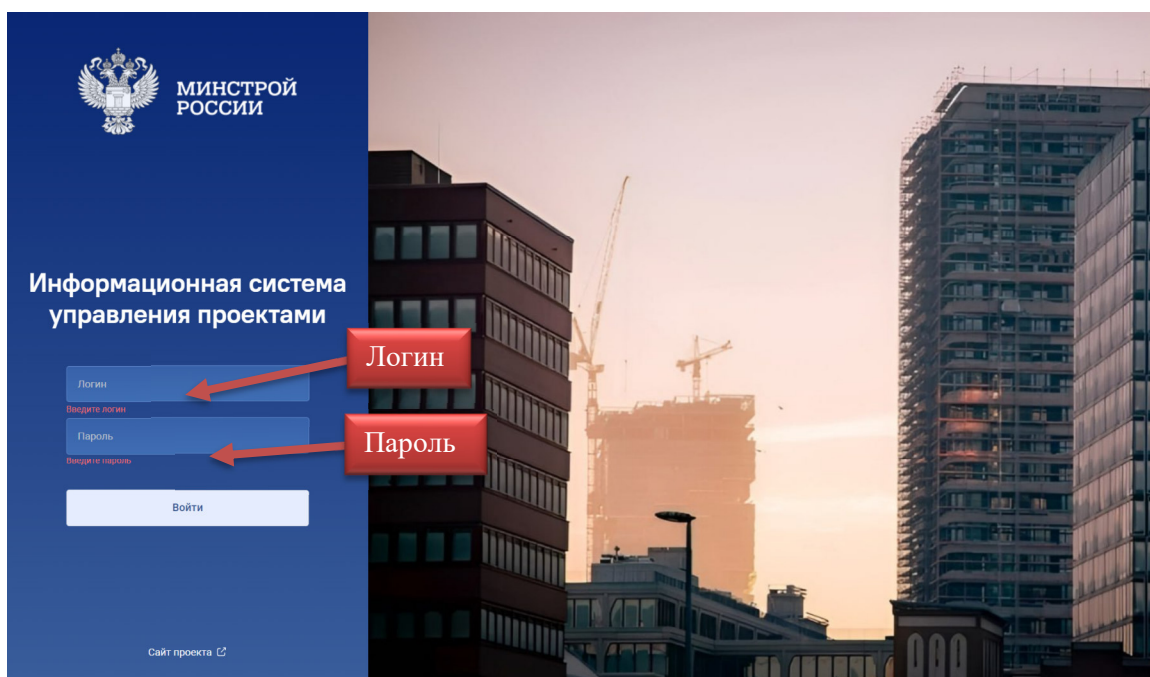 МИНСТРОЙ
РОССИИ
Информационная система
управления проектами
Логин
Логин
Введите логин
Пароль
Пароль
Введите пароль
Войти
Сайт проекта